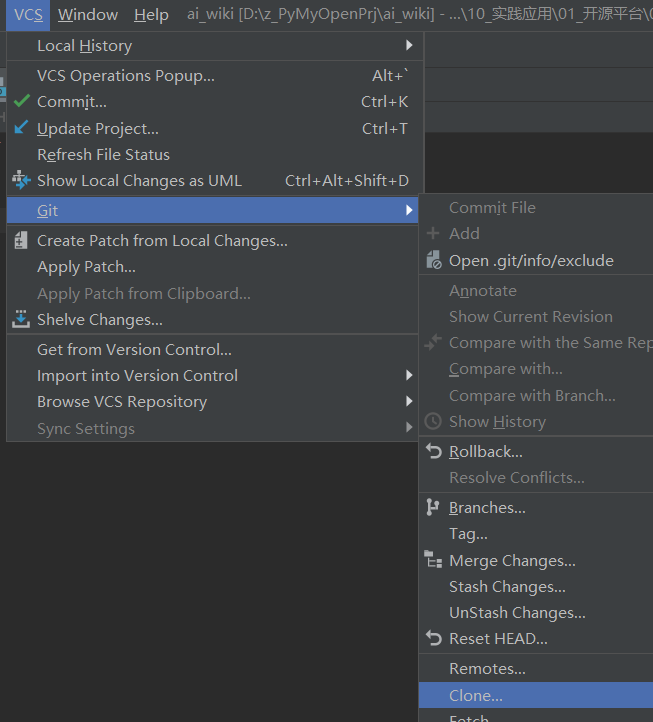 VCS Window Help ai_wiki [D:\z_PyMyOpenPrj\ai_wiki] - ...\10_实践应用\01_开源平台\
Local History
VCS Operations Popup... Alt+`
Commit... Ctrl+K
Update Project... Ctrl+T
Refresh File Status
Show Local Changes as UML Ctrl+Alt+Shift+D
Git
Create Patch from Local Changes...
Apply Patch...
Apply Patch from Clipboard...
Shelve Changes...
Get from Version Control...
Import into Version Control
Browse VCS Repository
Sync Settings
Commit File
Add
Open .git/info/exclude
Annotate
Show Current Revision
Compare with the Same Rep
Compare with...
Compare with Branch...
Show History
Rollback...
Resolve Conflicts...
Branches...
Tag...
Merge Changes...
Stash Changes...
UnStash Changes...
Reset HEAD...
Remotes...
Clone...
Fetch